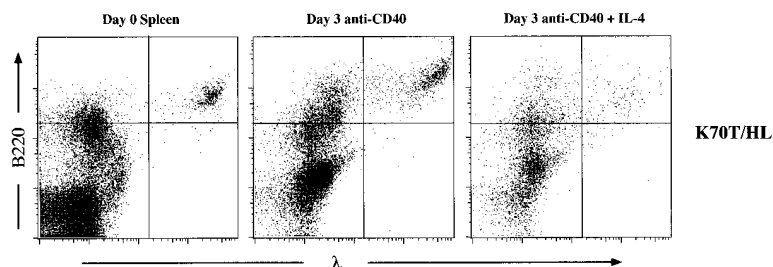 Day 0 Spleen
Day 3 anti-CD40
Day 3 anti-CD40 + IL-4
B220
K70T/HL
λ